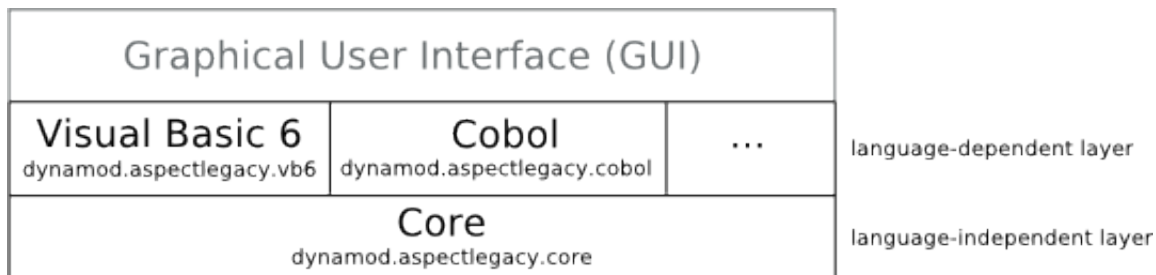 Graphical User Interface (GUI)
Visual Basic 6
dynamod.aspectlegacy.vb6
Cobol
dynamod.aspectlegacy.cobol
...
language-dependent layer
Core
dynamod.aspectlegacy.core
language-independent layer